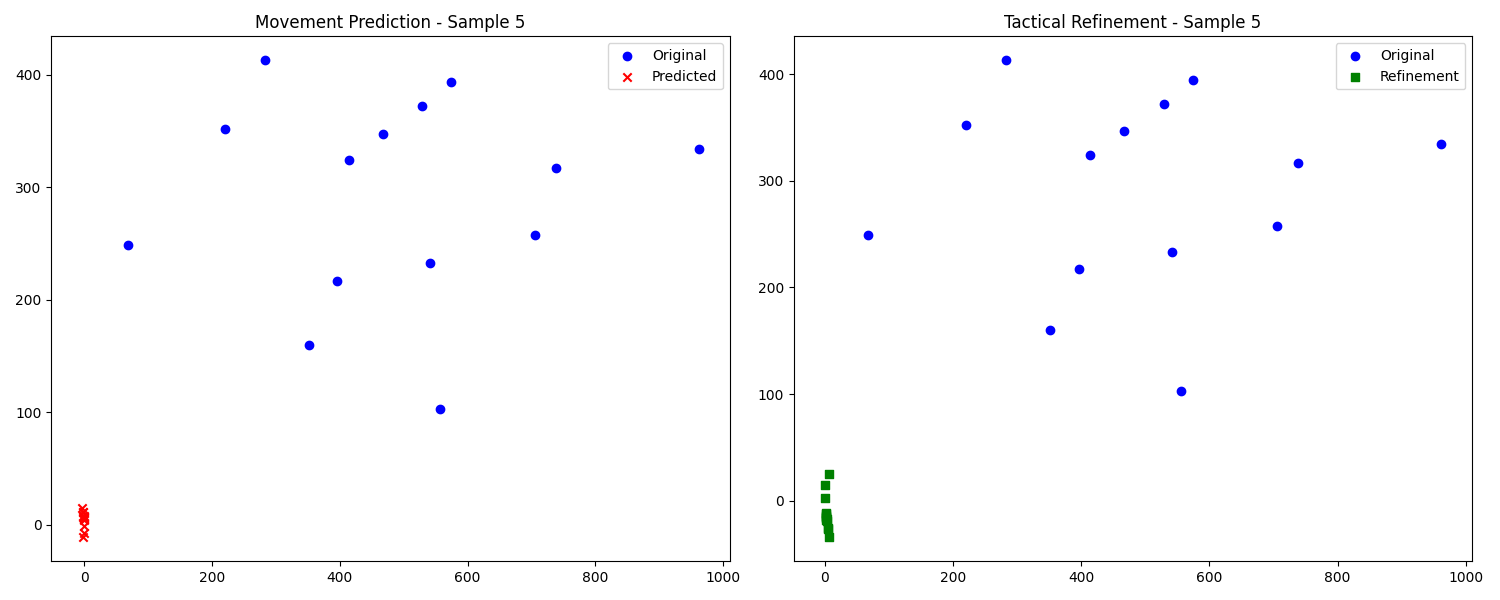 Movement Prediction - Sample 5
Original
Predicted
400
300
200
100
0
0 200 400 600 800 1000
Tactical Refinement - Sample 5
Original
Refinement
400
300
200
100
0
0 200 400 600 800 1000